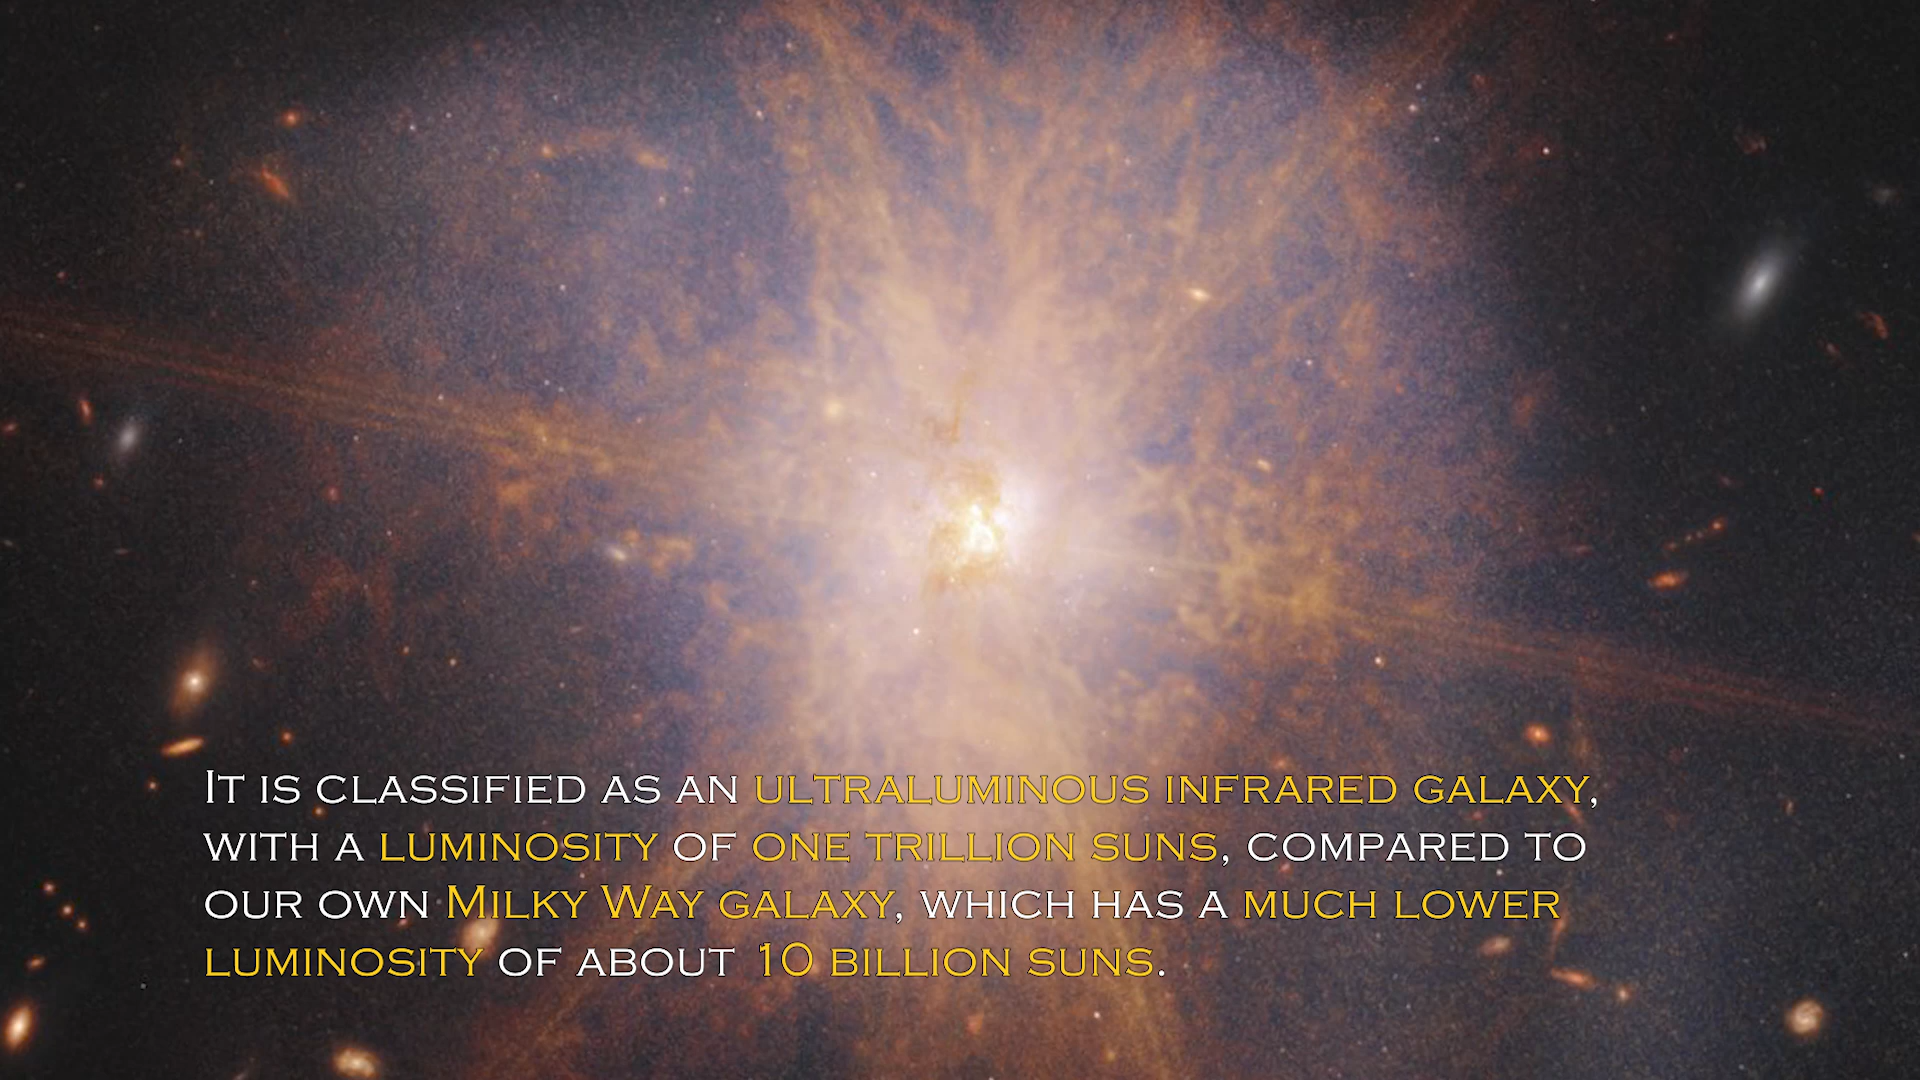 It is classified as an ultraluminous infrared galaxy,
with a luminosity of one trillion suns, compared to
our own Milky Way galaxy, which has a much lower
luminosity of about 10 billion suns.